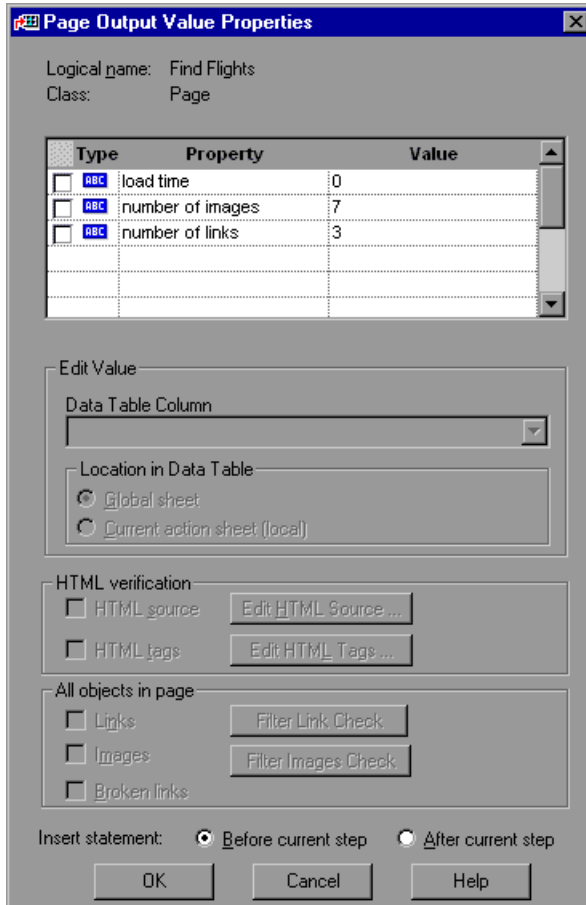 Page Output Value Properties
Logical name: Find Flights
Class: Page
Type Property Value
ABC load time 0
ABC number of images 7
ABC number of links 3
Edit Value
Data Table Column
Location in Data Table
Global sheet
Current action sheet (local)
HTML verification
HTML source Edit HTML Source ...
HTML tags Edit HTML Tags ...
All objects in page
Links Filter Link Check
Images Filter Images Check
Broken links
Insert statement: Before current step After current step
OK Cancel Help